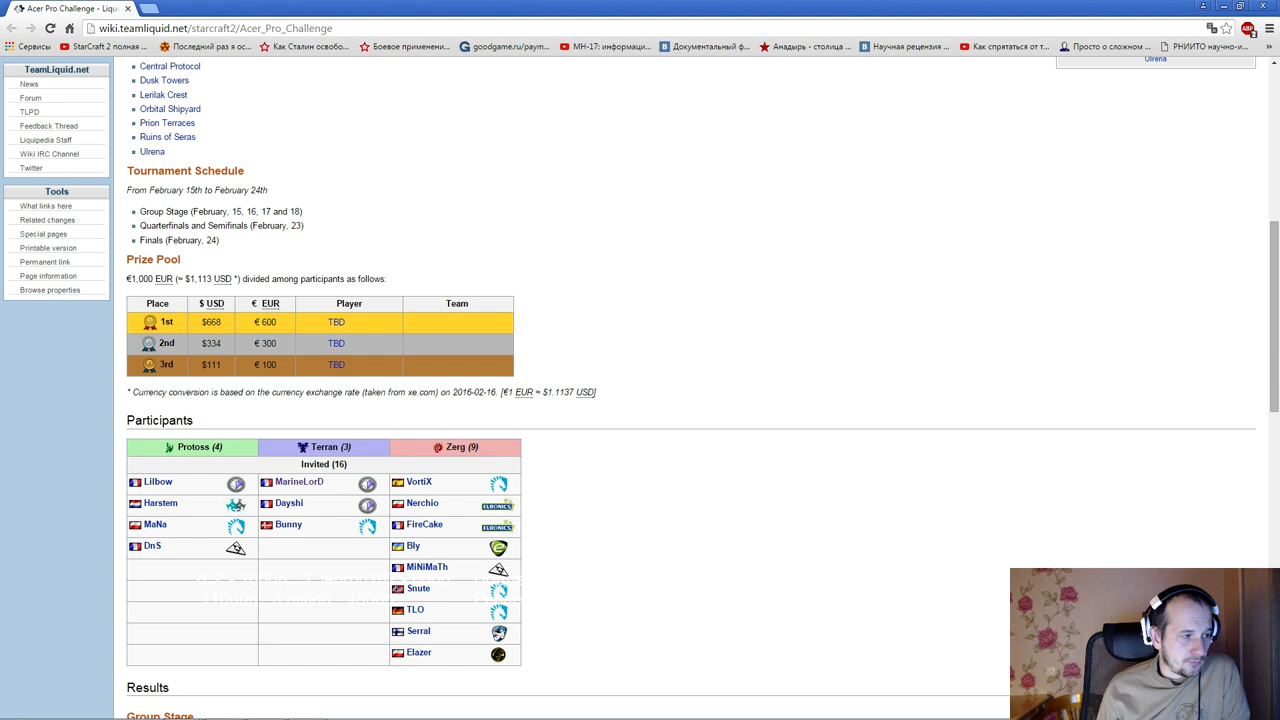 Acer Pro Challenge - Liqui
wiki.teamliquid.net/starcraft2/Acer_Pro_Challenge
Сервисы
StarCraft 2 полная ...
Последний раз я ос...
Как Сталин освобо...
Боевое применени...
goodgame.ru/paym...
МН-17: информаци...
Документальный ф...
Анадырь - столица ...
Научная рецензия ...
Как спрятаться от т...
Просто о сложном ...
РНИИТО научно-и...
TeamLiquid.net
News
Forum
TLPD
Feedback Thread
Liquipedia Staff
Wiki IRC Channel
Twitter
Tools
What links here
Related changes
Special pages
Printable version
Permanent link
Page information
Browse properties
Ulrena
Central Protocol
Dusk Towers
Lerilak Crest
Orbital Shipyard
Prion Terraces
Ruins of Seras
Ulrena
Tournament Schedule
From February 15th to February 24th
Group Stage (February, 15, 16, 17 and 18)
Quarterfinals and Semifinals (February, 23)
Finals (February, 24)
Prize Pool
€1,000 EUR (≈ $1,113 USD *) divided among participants as follows:
Place $ USD € EUR Player Team
1st $668 € 600 TBD
2nd $334 € 300 TBD
3rd $111 € 100 TBD
* Currency conversion is based on the currency exchange rate (taken from xe.com) on 2016-02-16. [€1 EUR ≈ $1.1137 USD]
Participants
Protoss (4) Terran (3) Zerg (9)
Invited (16)
Lilbow MarineLorD VortiX
Harstem Dayshi Nerchio
MaNa Bunny FireCake
DnS Bly
MiNiMaTh
Snute
TLO
Serral
Elazer
Results
Group Stage